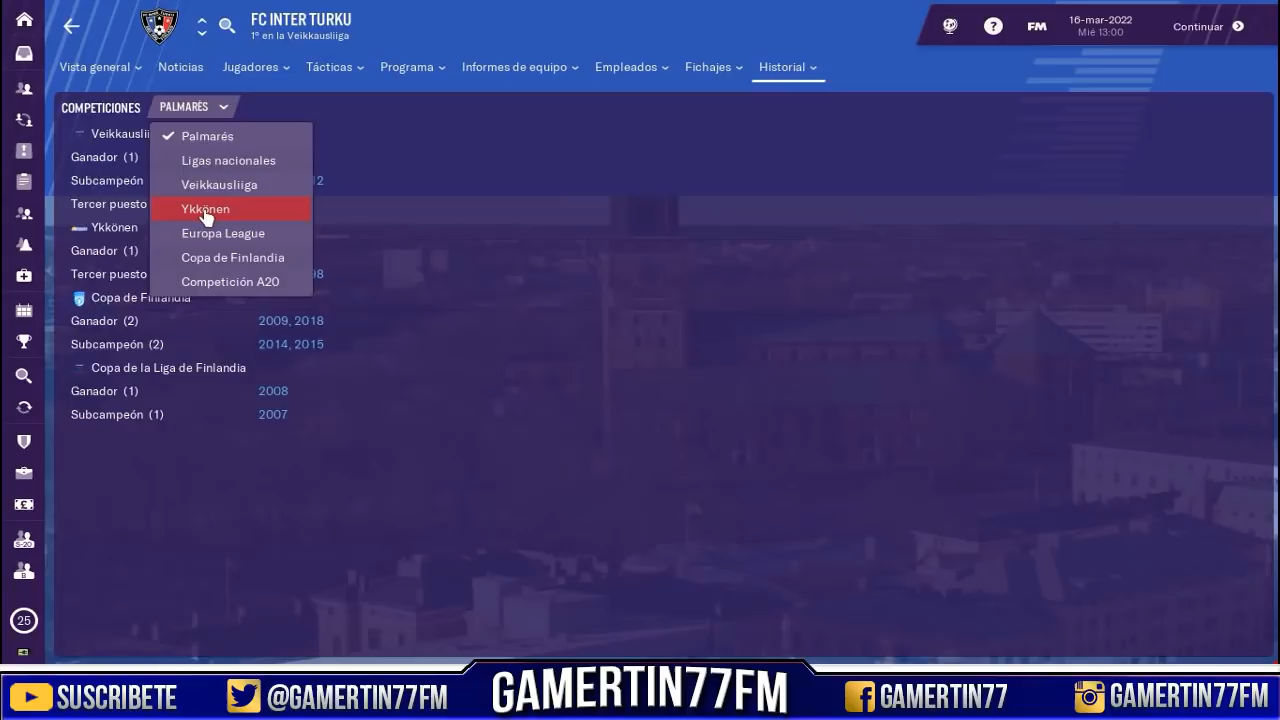 FC INTER TURKU
1º en la Veikkausliiga
FM
16-mar-2022
Mié 13:00
Continuar
Vista general
Noticias
Jugadores
Tácticas
Programa
Informes de equipo
Empleados
Fichajes
Historial
COMPETICIONES
PALMARÉS
Palmarés
Ligas nacionales
Veikkausliiga
Ykkönen
Europa League
Copa de Finlandia
Competición A20
Ganador (1)
Subcampeón
Tercer puesto
Ykkönen
Ganador (1)
Tercer puesto
Copa de Finlandia
Ganador (2) 2009, 2018
Subcampeón (2) 2014, 2015
Copa de la Liga de Finlandia
Ganador (1) 2008
Subcampeón (1) 2007
S-20
B
25
SUSCRIBETE
@GAMERTIN77FM
GAMERTIN77FM
GAMERTIN77
GAMERTIN77FM